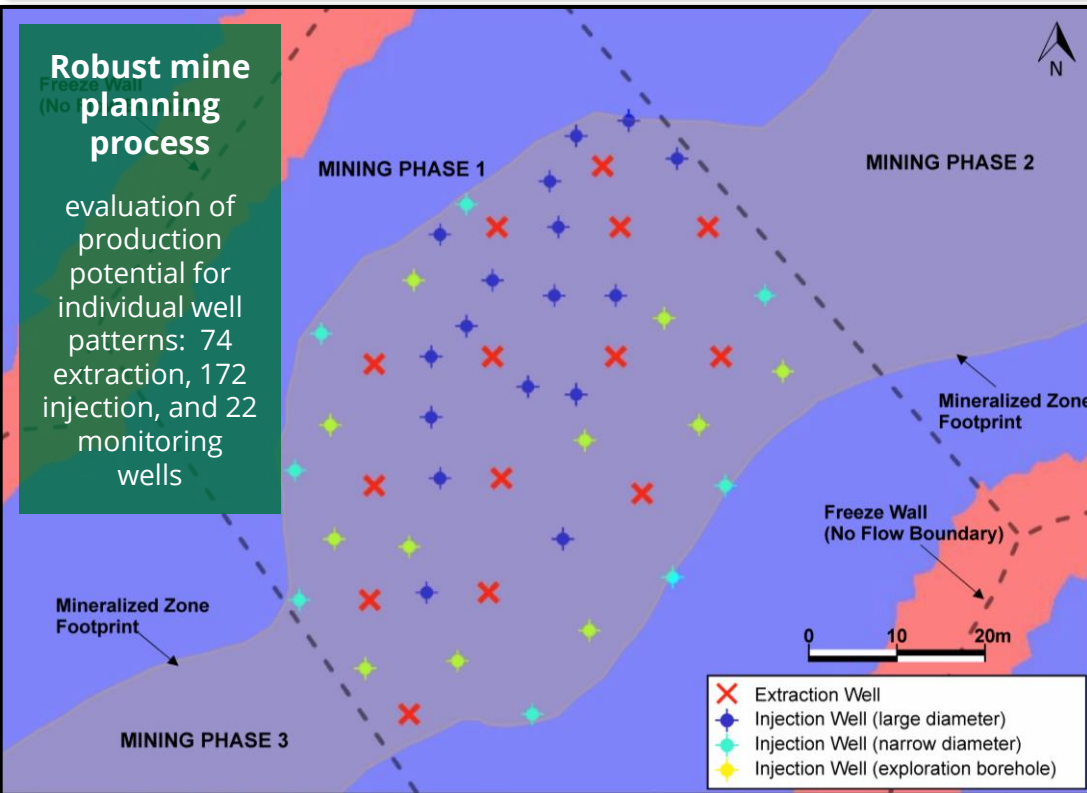 Robust mine
planning
process
evaluation of
production
potential for
individual well
patterns: 74
extraction, 172
injection, and 22
monitoring
wells
Freeze Wall
(No F
N
MINING PHASE 1
MINING PHASE 2
Mineralized Zone
Footprint
Freeze Wall
(No Flow Boundary)
Mineralized Zone
Footprint
0 10 20m
MINING PHASE 3
Extraction Well
Injection Well (large diameter)
Injection Well (narrow diameter)
Injection Well (exploration borehole)